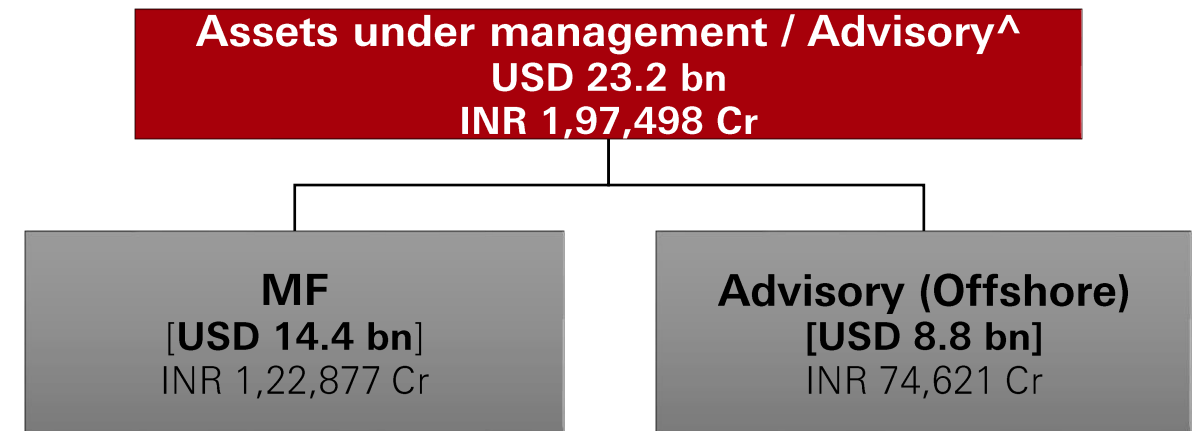 Assets under management / Advisory^
USD 23.2 bn
INR 1,97,498 Cr
MF
[USD 14.4 bn]
INR 1,22,877 Cr
Advisory (Offshore)
[USD 8.8 bn]
INR 74,621 Cr